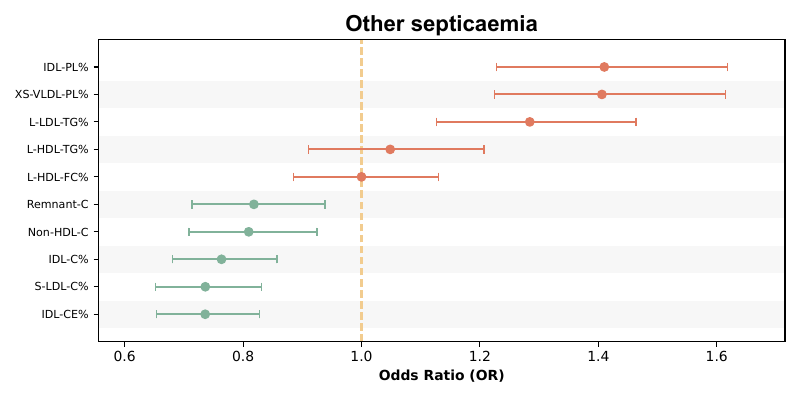 Other septicaemia
IDL-PL%
XS-VLDL-PL%
L-LDL-TG%
L-HDL-TG%
L-HDL-FC%
Remnant-C
Non-HDL-C
IDL-C%
S-LDL-C%
IDL-CE%
0.6 0.8 1.0 1.2 1.4 1.6
Odds Ratio (OR)